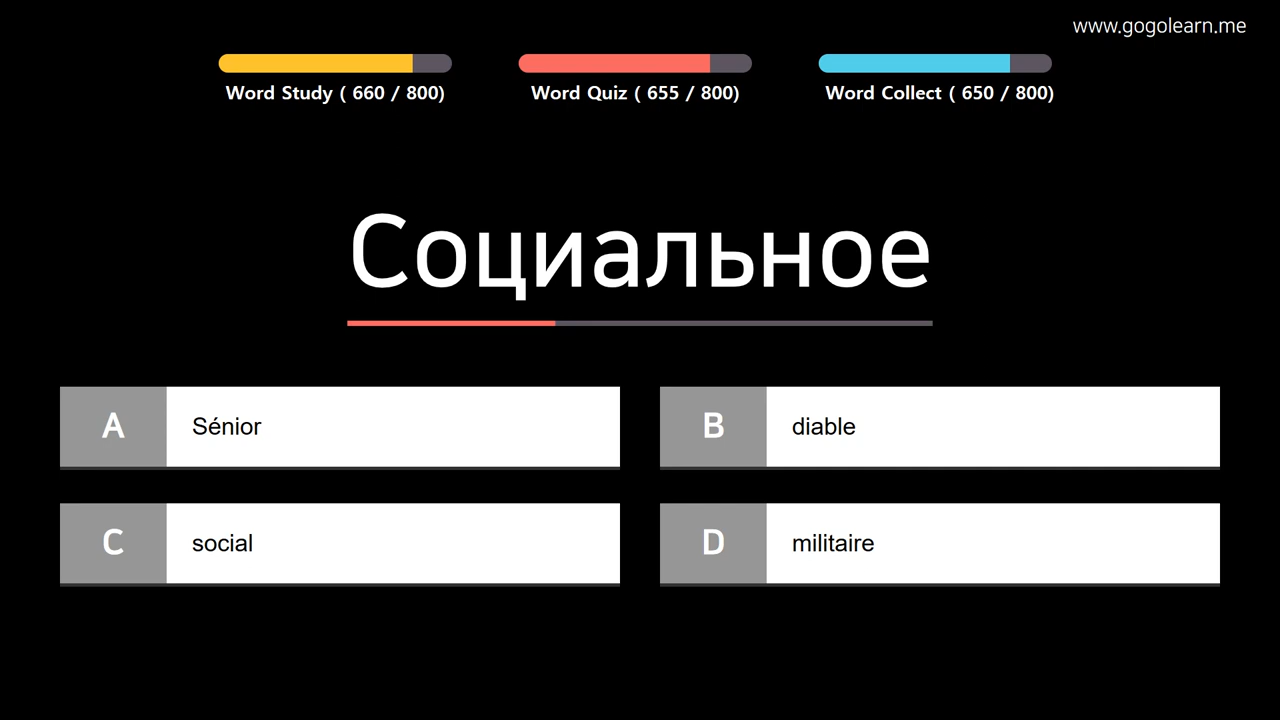 www.gogolearn.me
Word Study ( 660 / 800)
Word Quiz ( 655 / 800)
Word Collect ( 650 / 800)
Социальное
A Sénior
B diable
C social
D militaire